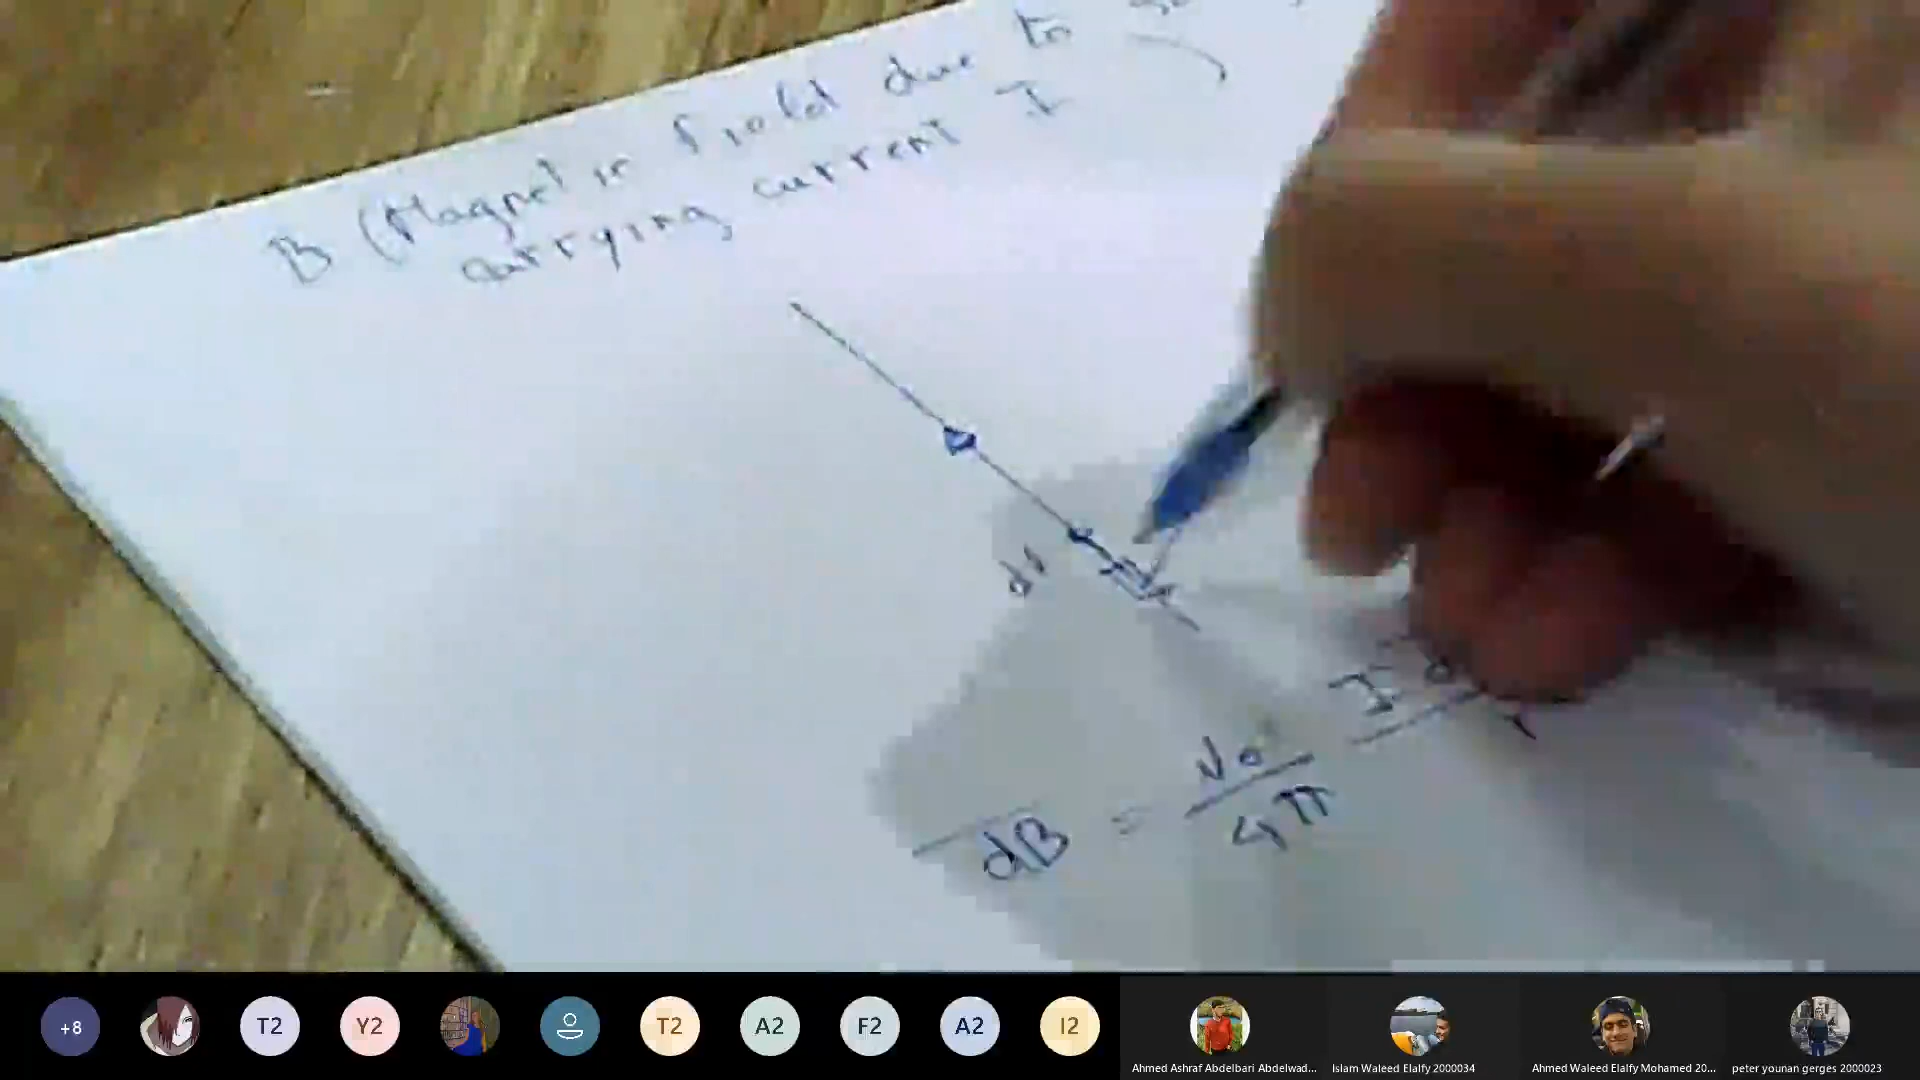 B (Magnetic field due to
carrying current I
dl
I d
r
dB = μ0
4π
+8
T2
Y2
T2
A2
F2
A2
I2
Ahmed Ashraf Abdelbari Abdelwad...
Islam Waleed Elalfy 2000034
Ahmed Waleed Elalfy Mohamed 20...
peter younan gerges 2000023